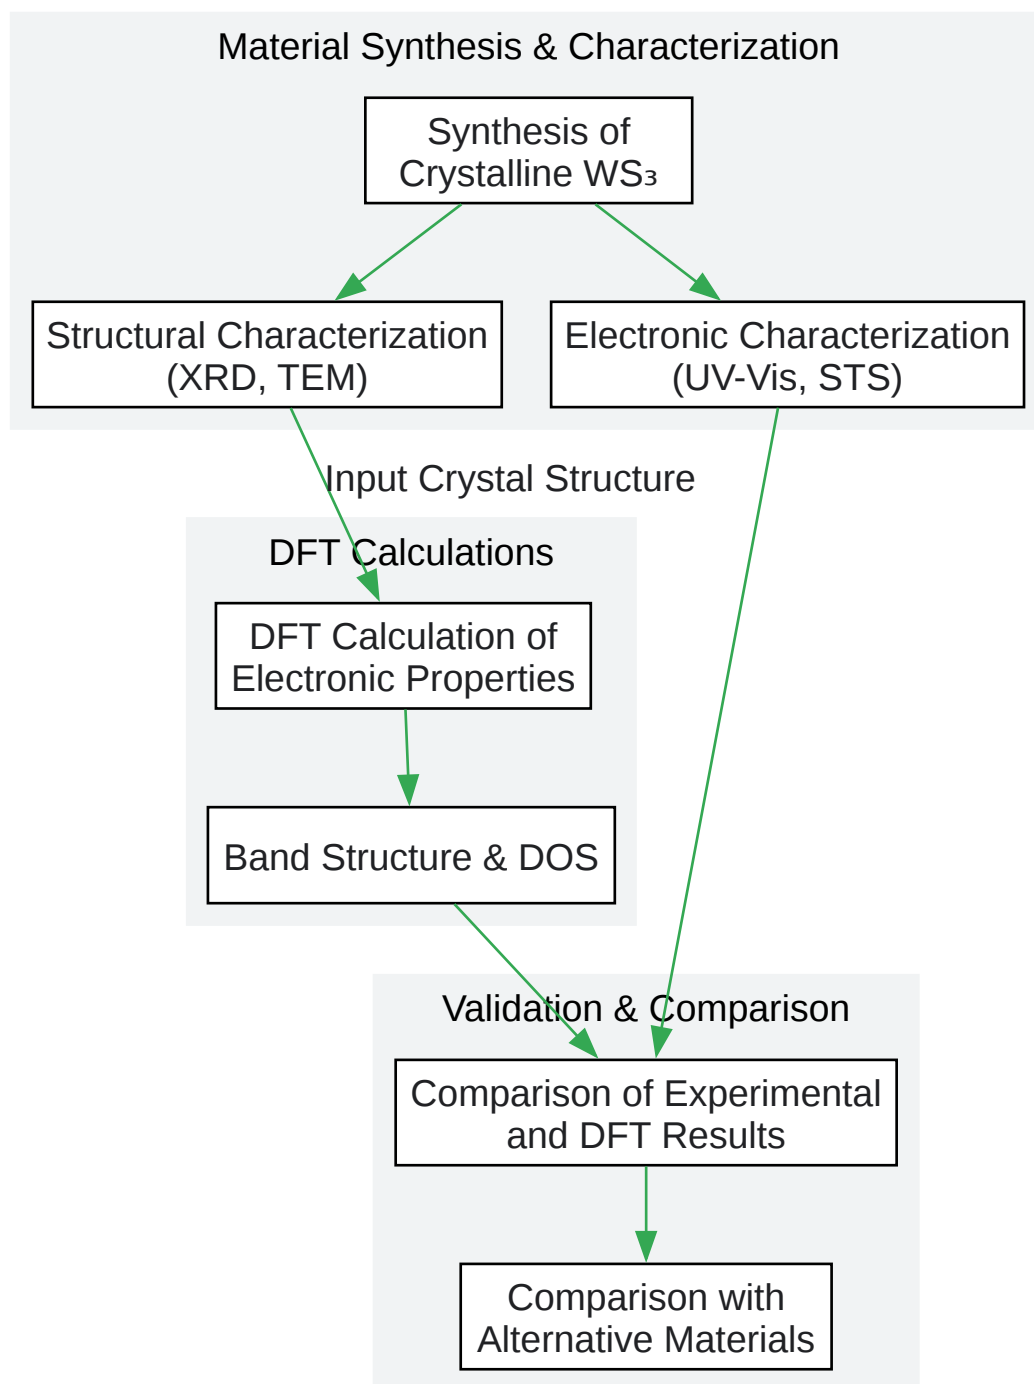 Material Synthesis & Characterization
Synthesis of
Crystalline WS₃
Structural Characterization
(XRD, TEM)
Electronic Characterization
(UV-Vis, STS)
Input Crystal Structure
DFT Calculations
DFT Calculation of
Electronic Properties
Band Structure & DOS
Validation & Comparison
Comparison of Experimental
and DFT Results
Comparison with
Alternative Materials